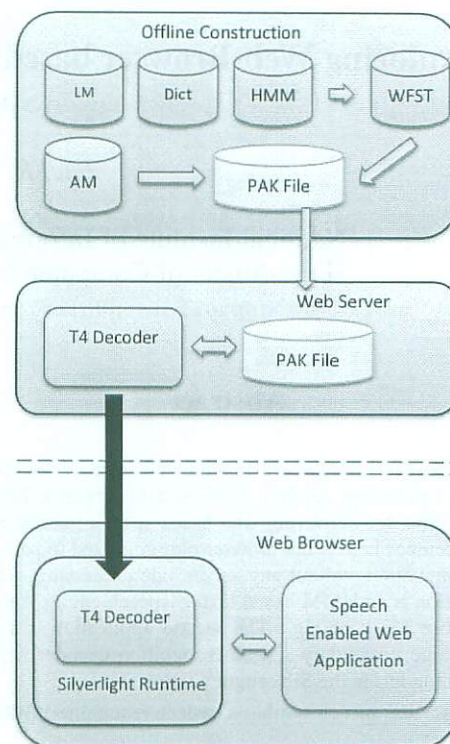 Offline Construction
LM
Dict
HMM
WFST
AM
PAK File
Web Server
T4 Decoder
PAK File
Web Browser
T4 Decoder
Silverlight Runtime
Speech
Enabled Web
Application